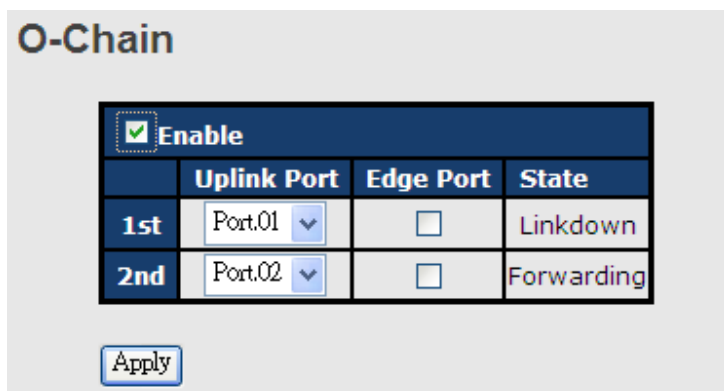 O-Chain
Enable
Uplink Port Edge Port State
1st Port.01 Linkdown
2nd Port.02 Forwarding
Apply